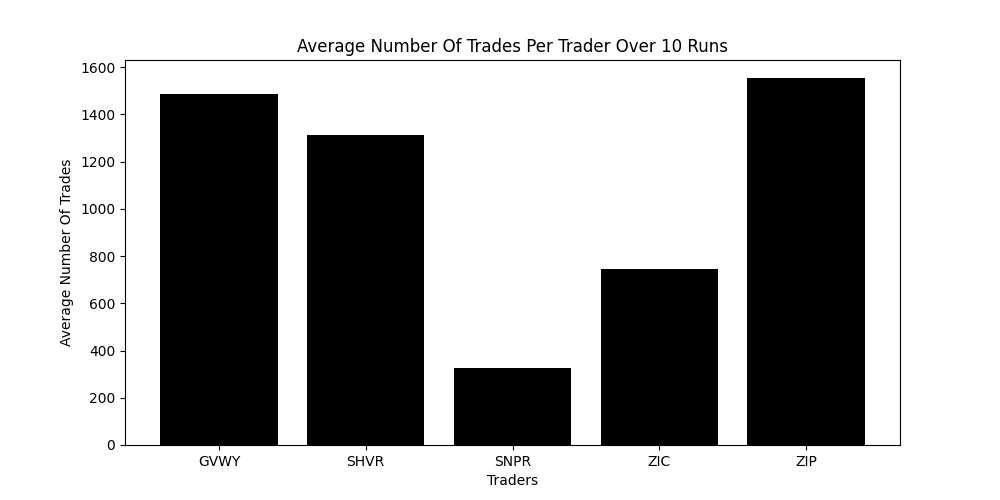 Average Number Of Trades Per Trader Over 10 Runs
1600
1400
1200
1000
800
600
400
200
0
Average Number Of Trades
GVWY SHVR SNPR ZIC ZIP
Traders